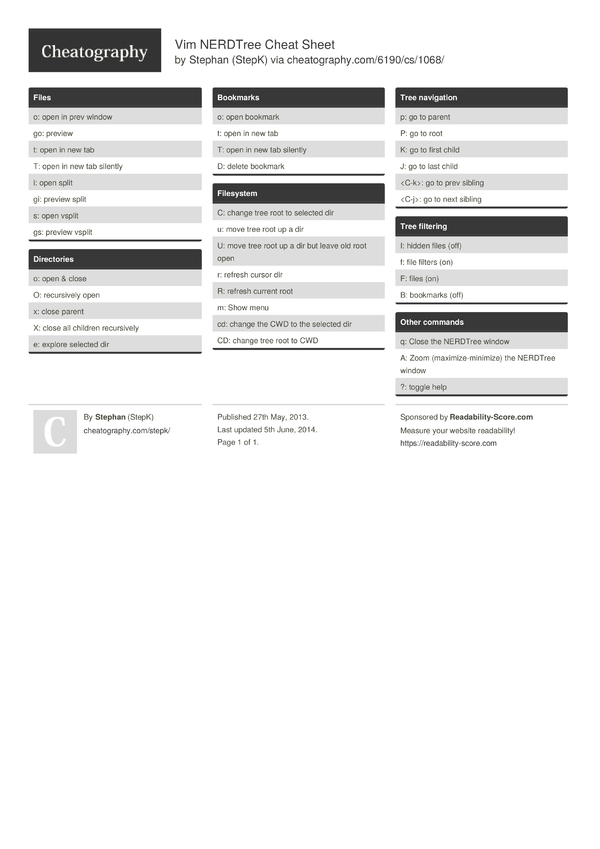 Cheatography
Vim NERDTree Cheat Sheet
by Stephan (StepK) via cheatography.com/6190/cs/1068/
Files
o: open in prev window
go: preview
t: open in new tab
T: open in new tab silently
i: open split
gi: preview split
s: open vsplit
gs: preview vsplit
Directories
o: open & close
O: recursively open
x: close parent
X: close all children recursively
e: explore selected dir
Bookmarks
o: open bookmark
t: open in new tab
T: open in new tab silently
D: delete bookmark
Filesystem
C: change tree root to selected dir
u: move tree root up a dir
U: move tree root up a dir but leave old root
open
r: refresh cursor dir
R: refresh current root
m: Show menu
cd: change the CWD to the selected dir
CD: change tree root to CWD
Tree navigation
p: go to parent
P: go to root
K: go to first child
J: go to last child
<C-k>: go to prev sibling
<C-j>: go to next sibling
Tree filtering
I: hidden files (off)
f: file filters (on)
F: files (on)
B: bookmarks (off)
Other commands
q: Close the NERDTree window
A: Zoom (maximize-minimize) the NERDTree
window
?: toggle help
C
By Stephan (StepK)
cheatography.com/stepk/
Published 27th May, 2013.
Last updated 5th June, 2014.
Page 1 of 1.
Sponsored by Readability-Score.com
Measure your website readability!
https://readability-score.com